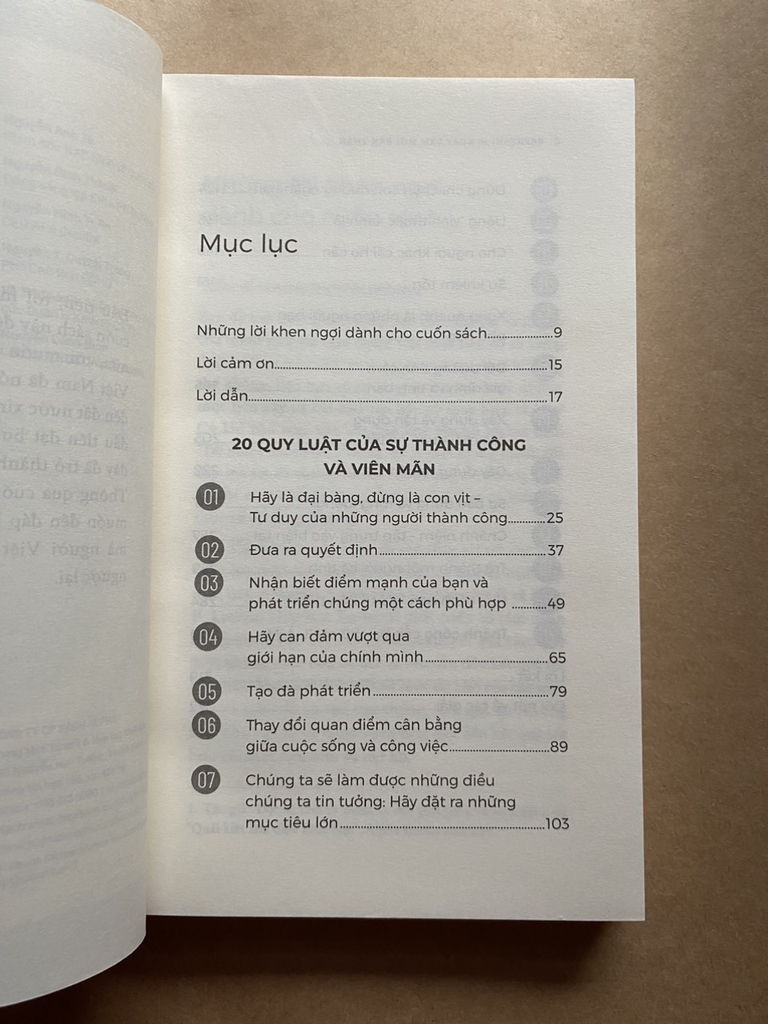 Mục lục
Những lời khen ngợi dành cho cuốn sách..................9
Lời cảm ơn..................15
Lời dẫn..................17
20 QUY LUẬT CỦA SỰ THÀNH CÔNG
VÀ VIÊN MÃN
01 Hãy là đại bàng, đừng là con vịt –
Tư duy của những người thành công............25
02 Đưa ra quyết định..................37
03 Nhận biết điểm mạnh của bạn và
phát triển chúng một cách phù hợp ............49
04 Hãy can đảm vượt qua
giới hạn của chính mình..................65
05 Tạo đà phát triển..................79
06 Thay đổi quan điểm cân bằng
giữa cuộc sống và công việc..................89
07 Chúng ta sẽ làm được những điều
chúng ta tin tưởng: Hãy đặt ra những
mục tiêu lớn..................103